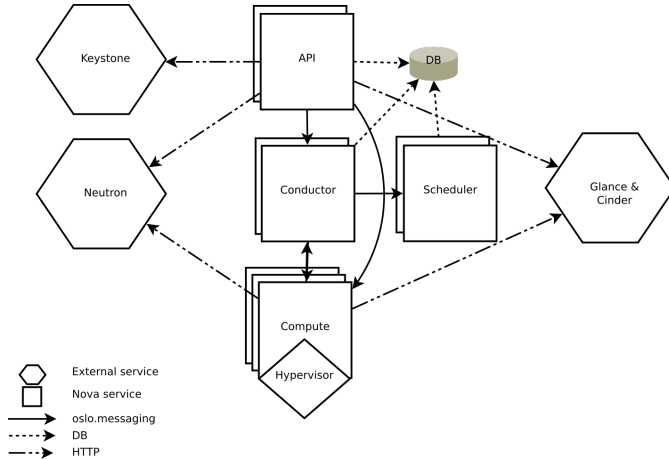 API
DB
Keystone
Neutron
Conductor
Scheduler
Glance &
Cinder
Compute
Hypervisor
External service
Nova service
oslo.messaging
DB
HTTP